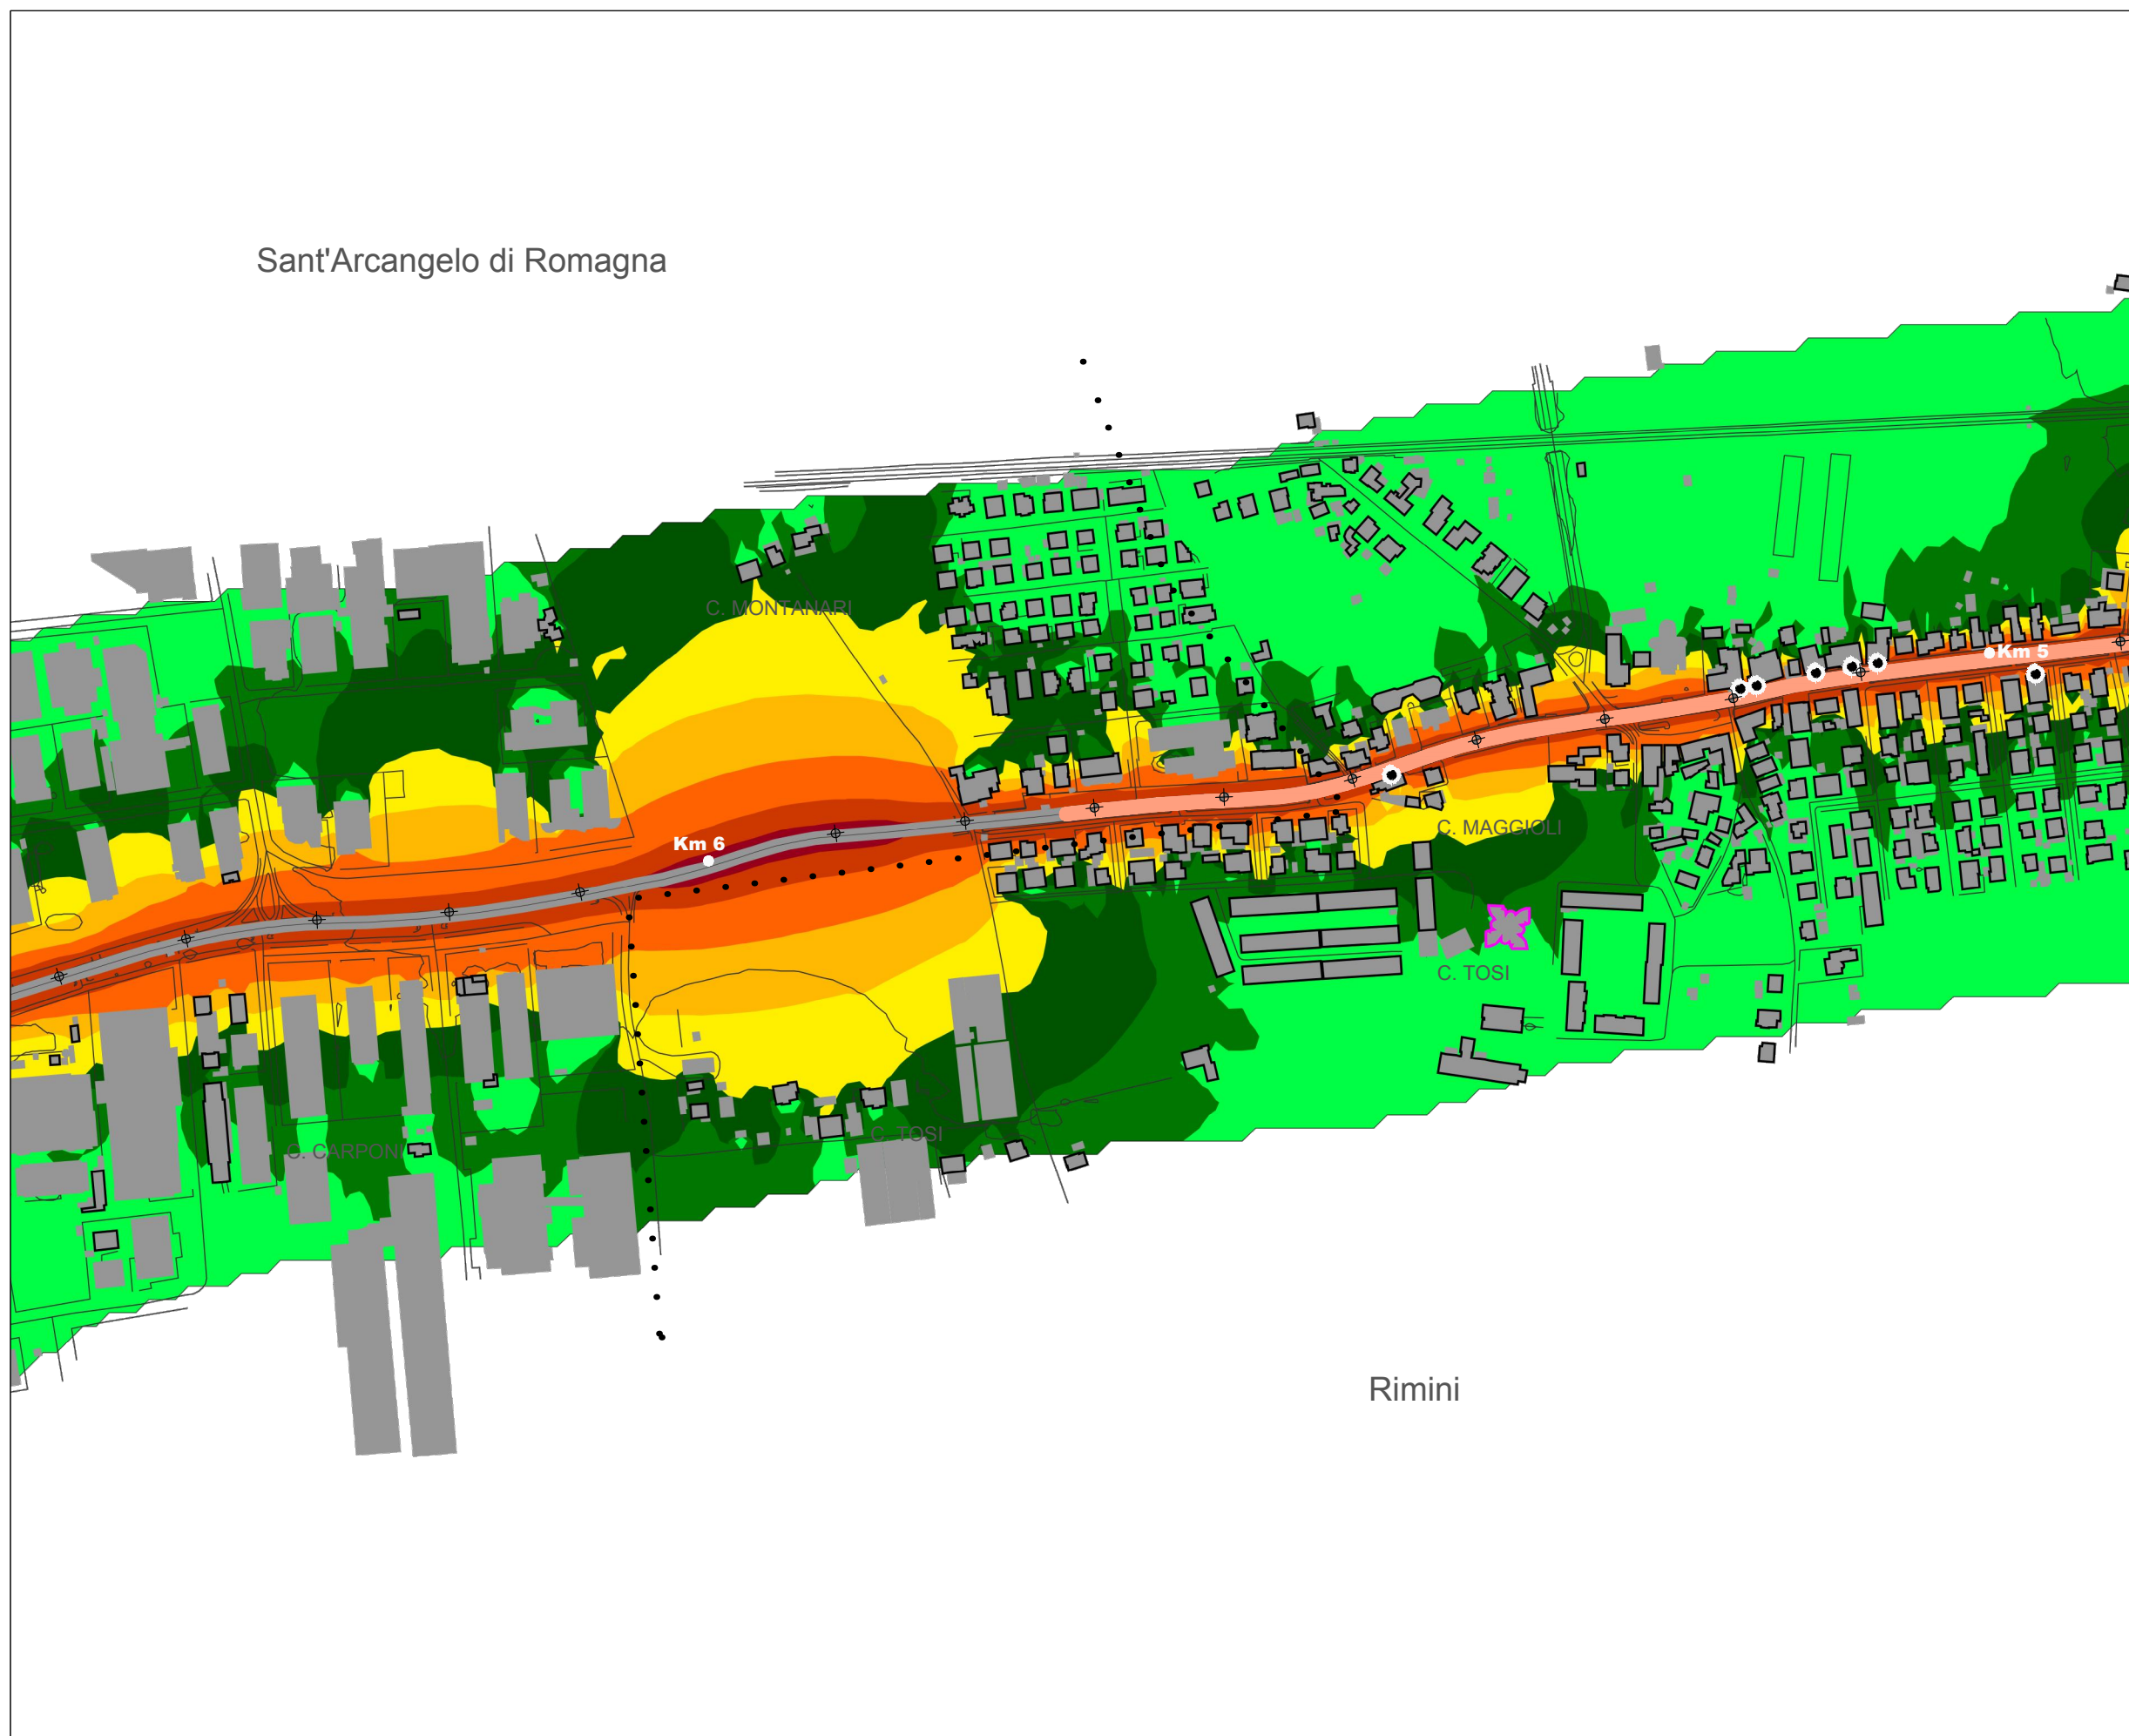 Sant'Arcangelo di Romagna
C. MONTANARI
Km 5
C. MAGGIOLI
Km 6
C. TOSI
C. TOSI
C. CARPONI
Rimini